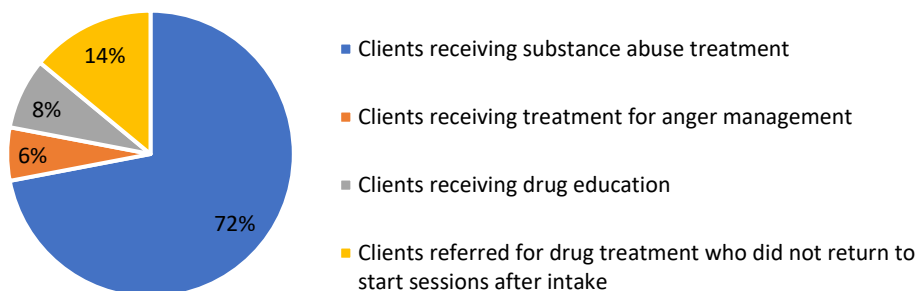 14%
8%
6%
72%
Clients receiving substance abuse treatment
Clients receiving treatment for anger management
Clients receiving drug education
Clients referred for drug treatment who did not return to
start sessions after intake